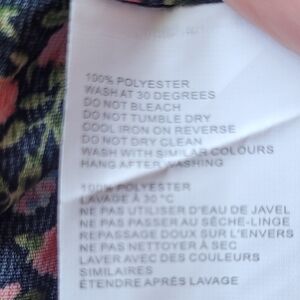 100% POLYESTER
WASH AT 30 DEGREES
DO NOT BLEACH
DO NOT TUMBLE DRY
COOL IRON ON REVERSE
DO NOT DRY CLEAN
WASH WITH SIMILAR COLOURS
HANG AFTER WASHING
100% POLYESTER
LAVAGE À 30 °C
NE PAS UTILISER D'EAU DE JAVEL
NE PAS PASSER AU SÈCHE-LINGE
REPASSAGE DOUX SUR L'ENVERS
NE PAS NETTOYER À SEC
LAVER AVEC DES COULEURS
SIMILAIRES
ÉTENDRE APRÈS LAVAGE